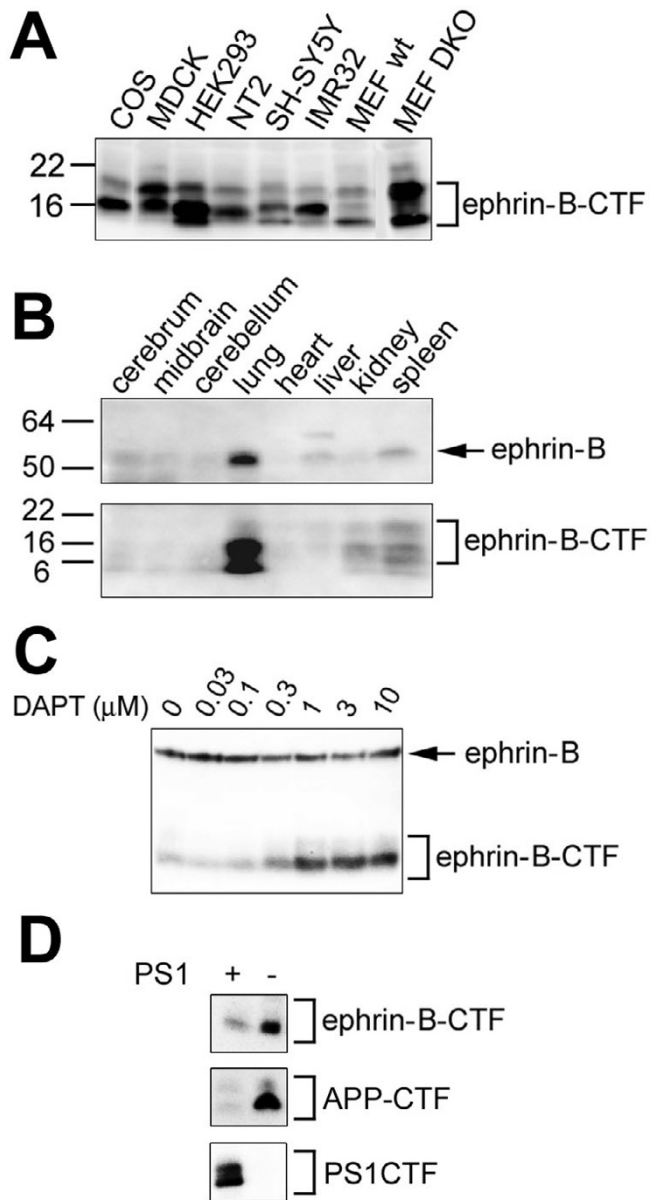 A
COS MDCK HEK293 NT2 SH-SY5Y IMR32 MEF wt MEF DKO
22
16 ephrin-B-CTF
B
cerebrum midbrain cerebellum lung heart liver kidney spleen
64
ephrin-B
50
22
ephrin-B-CTF
16
6
C
DAPT (μM) 0 0.03 0.1 0.3 1 3 10
ephrin-B
ephrin-B-CTF
D
PS1 + -
ephrin-B-CTF
APP-CTF
PS1CTF